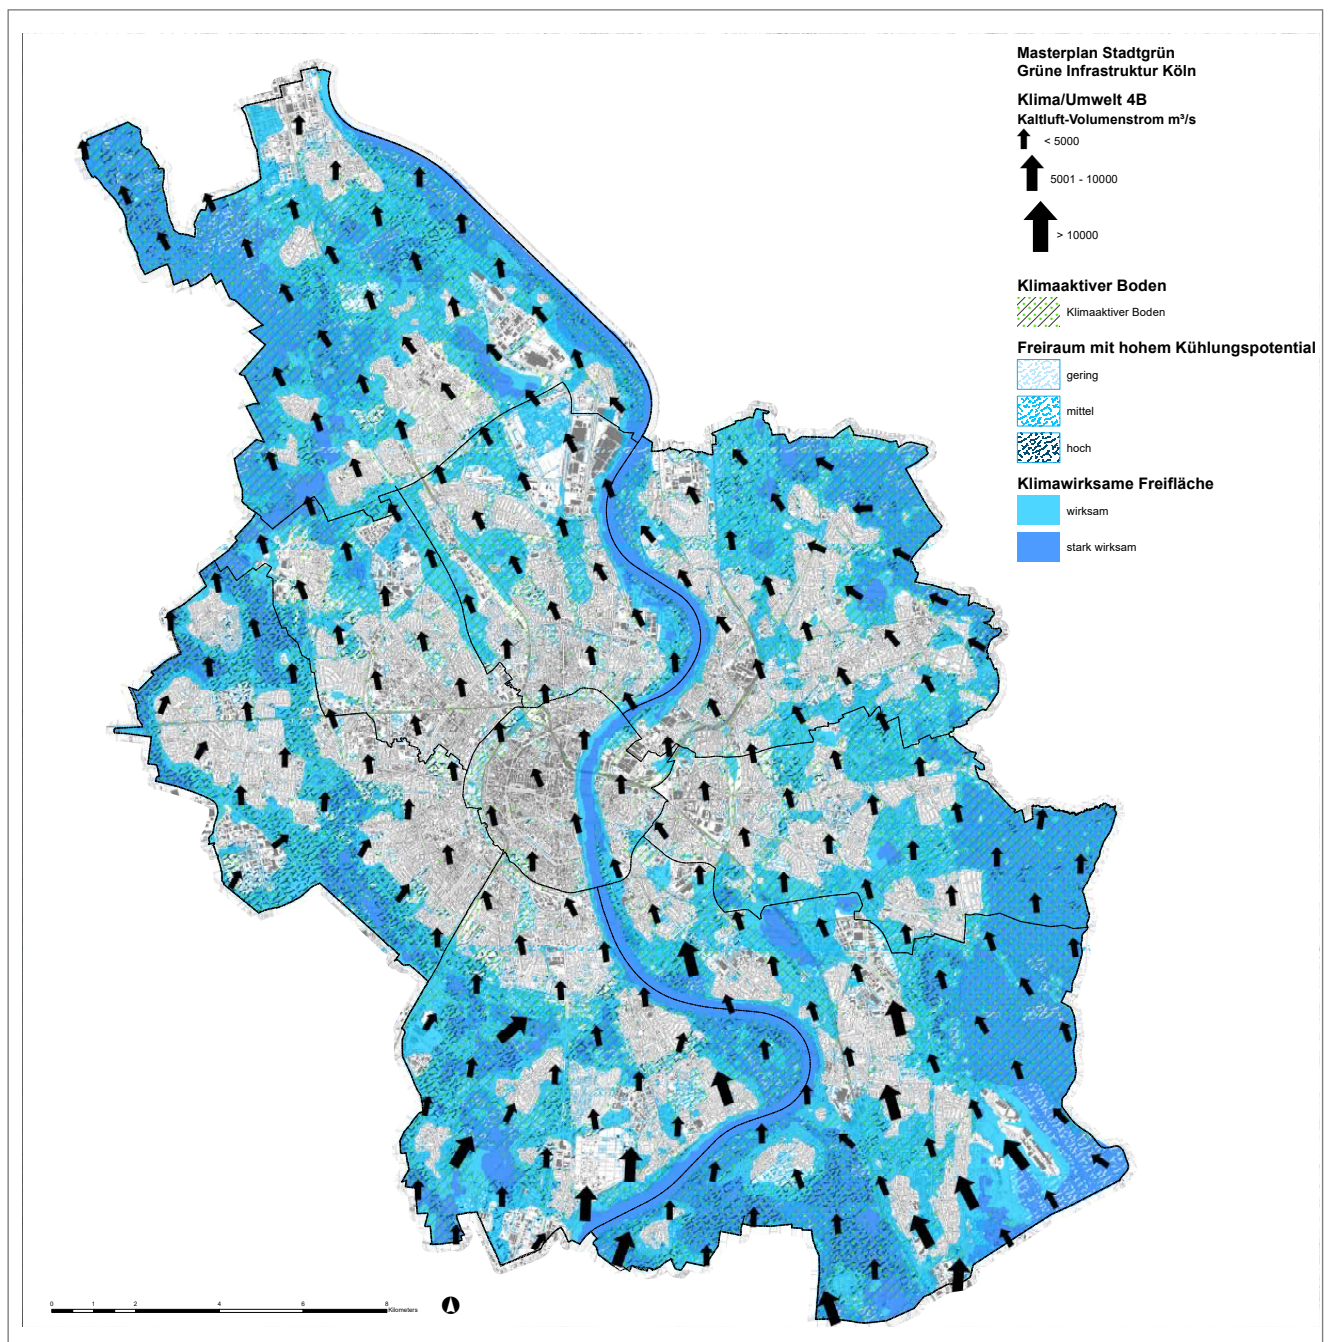 Masterplan Stadtgrün
Grüne Infrastruktur Köln
Klima/Umwelt 4B
Kaltluft-Volumenstrom m³/s
< 5000
5001 - 10000
> 10000
Klimaaktiver Boden
Klimaaktiver Boden
Freiraum mit hohem Kühlungspotential
gering
mittel
hoch
Klimawirksame Freifläche
wirksam
stark wirksam
0 1 2 4 6 8
Kilometers